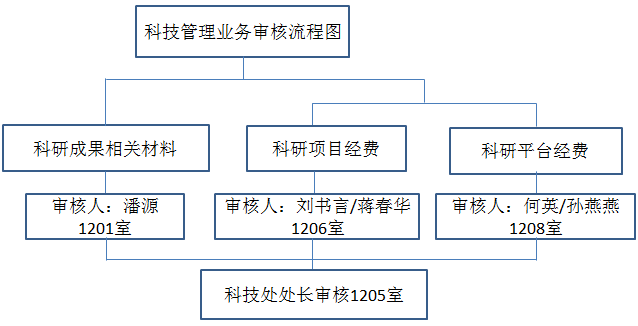 科技管理业务审核流程图
科研成果相关材料
科研项目经费
科研平台经费
审核人：潘源
1201室
审核人：刘书言/蒋春华
1206室
审核人：何英/孙燕燕
1208室
科技处处长审核1205室